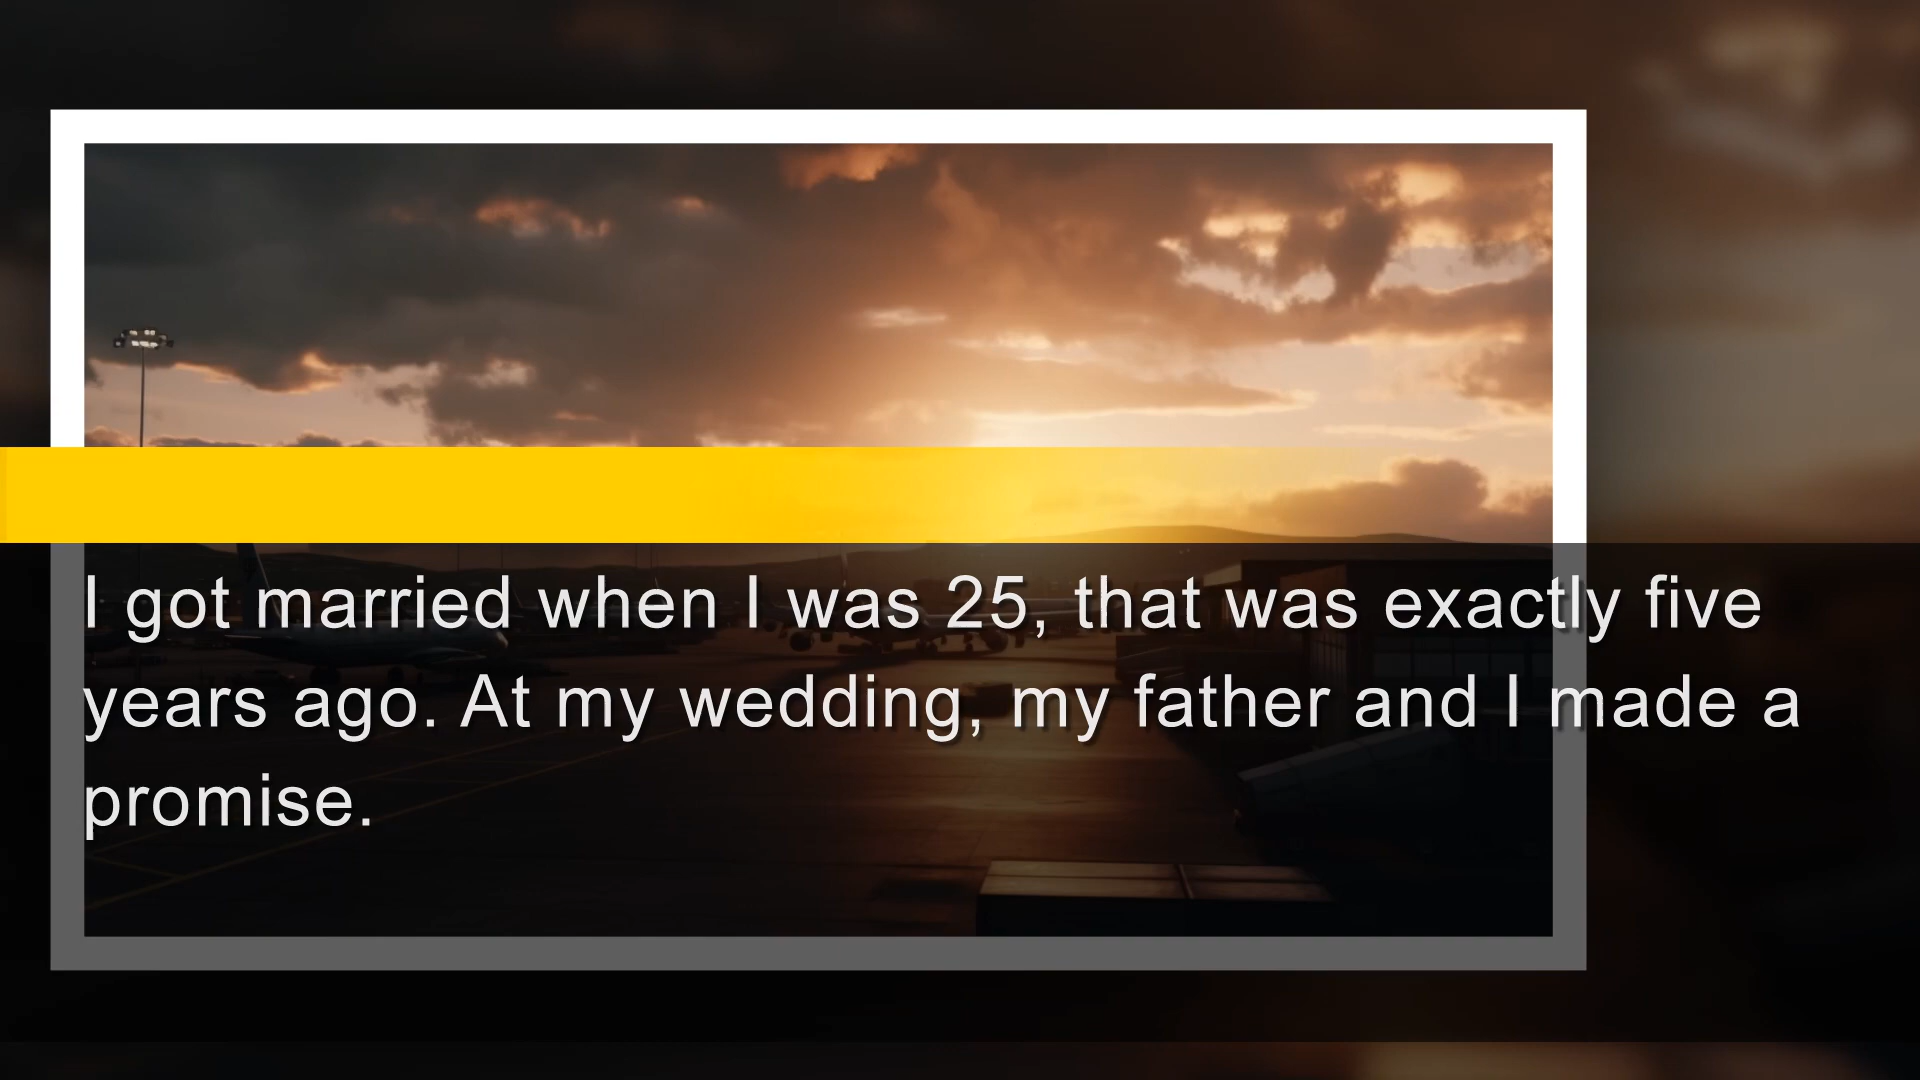 I got married when I was 25, that was exactly five
years ago. At my wedding, my father and I made a
promise.